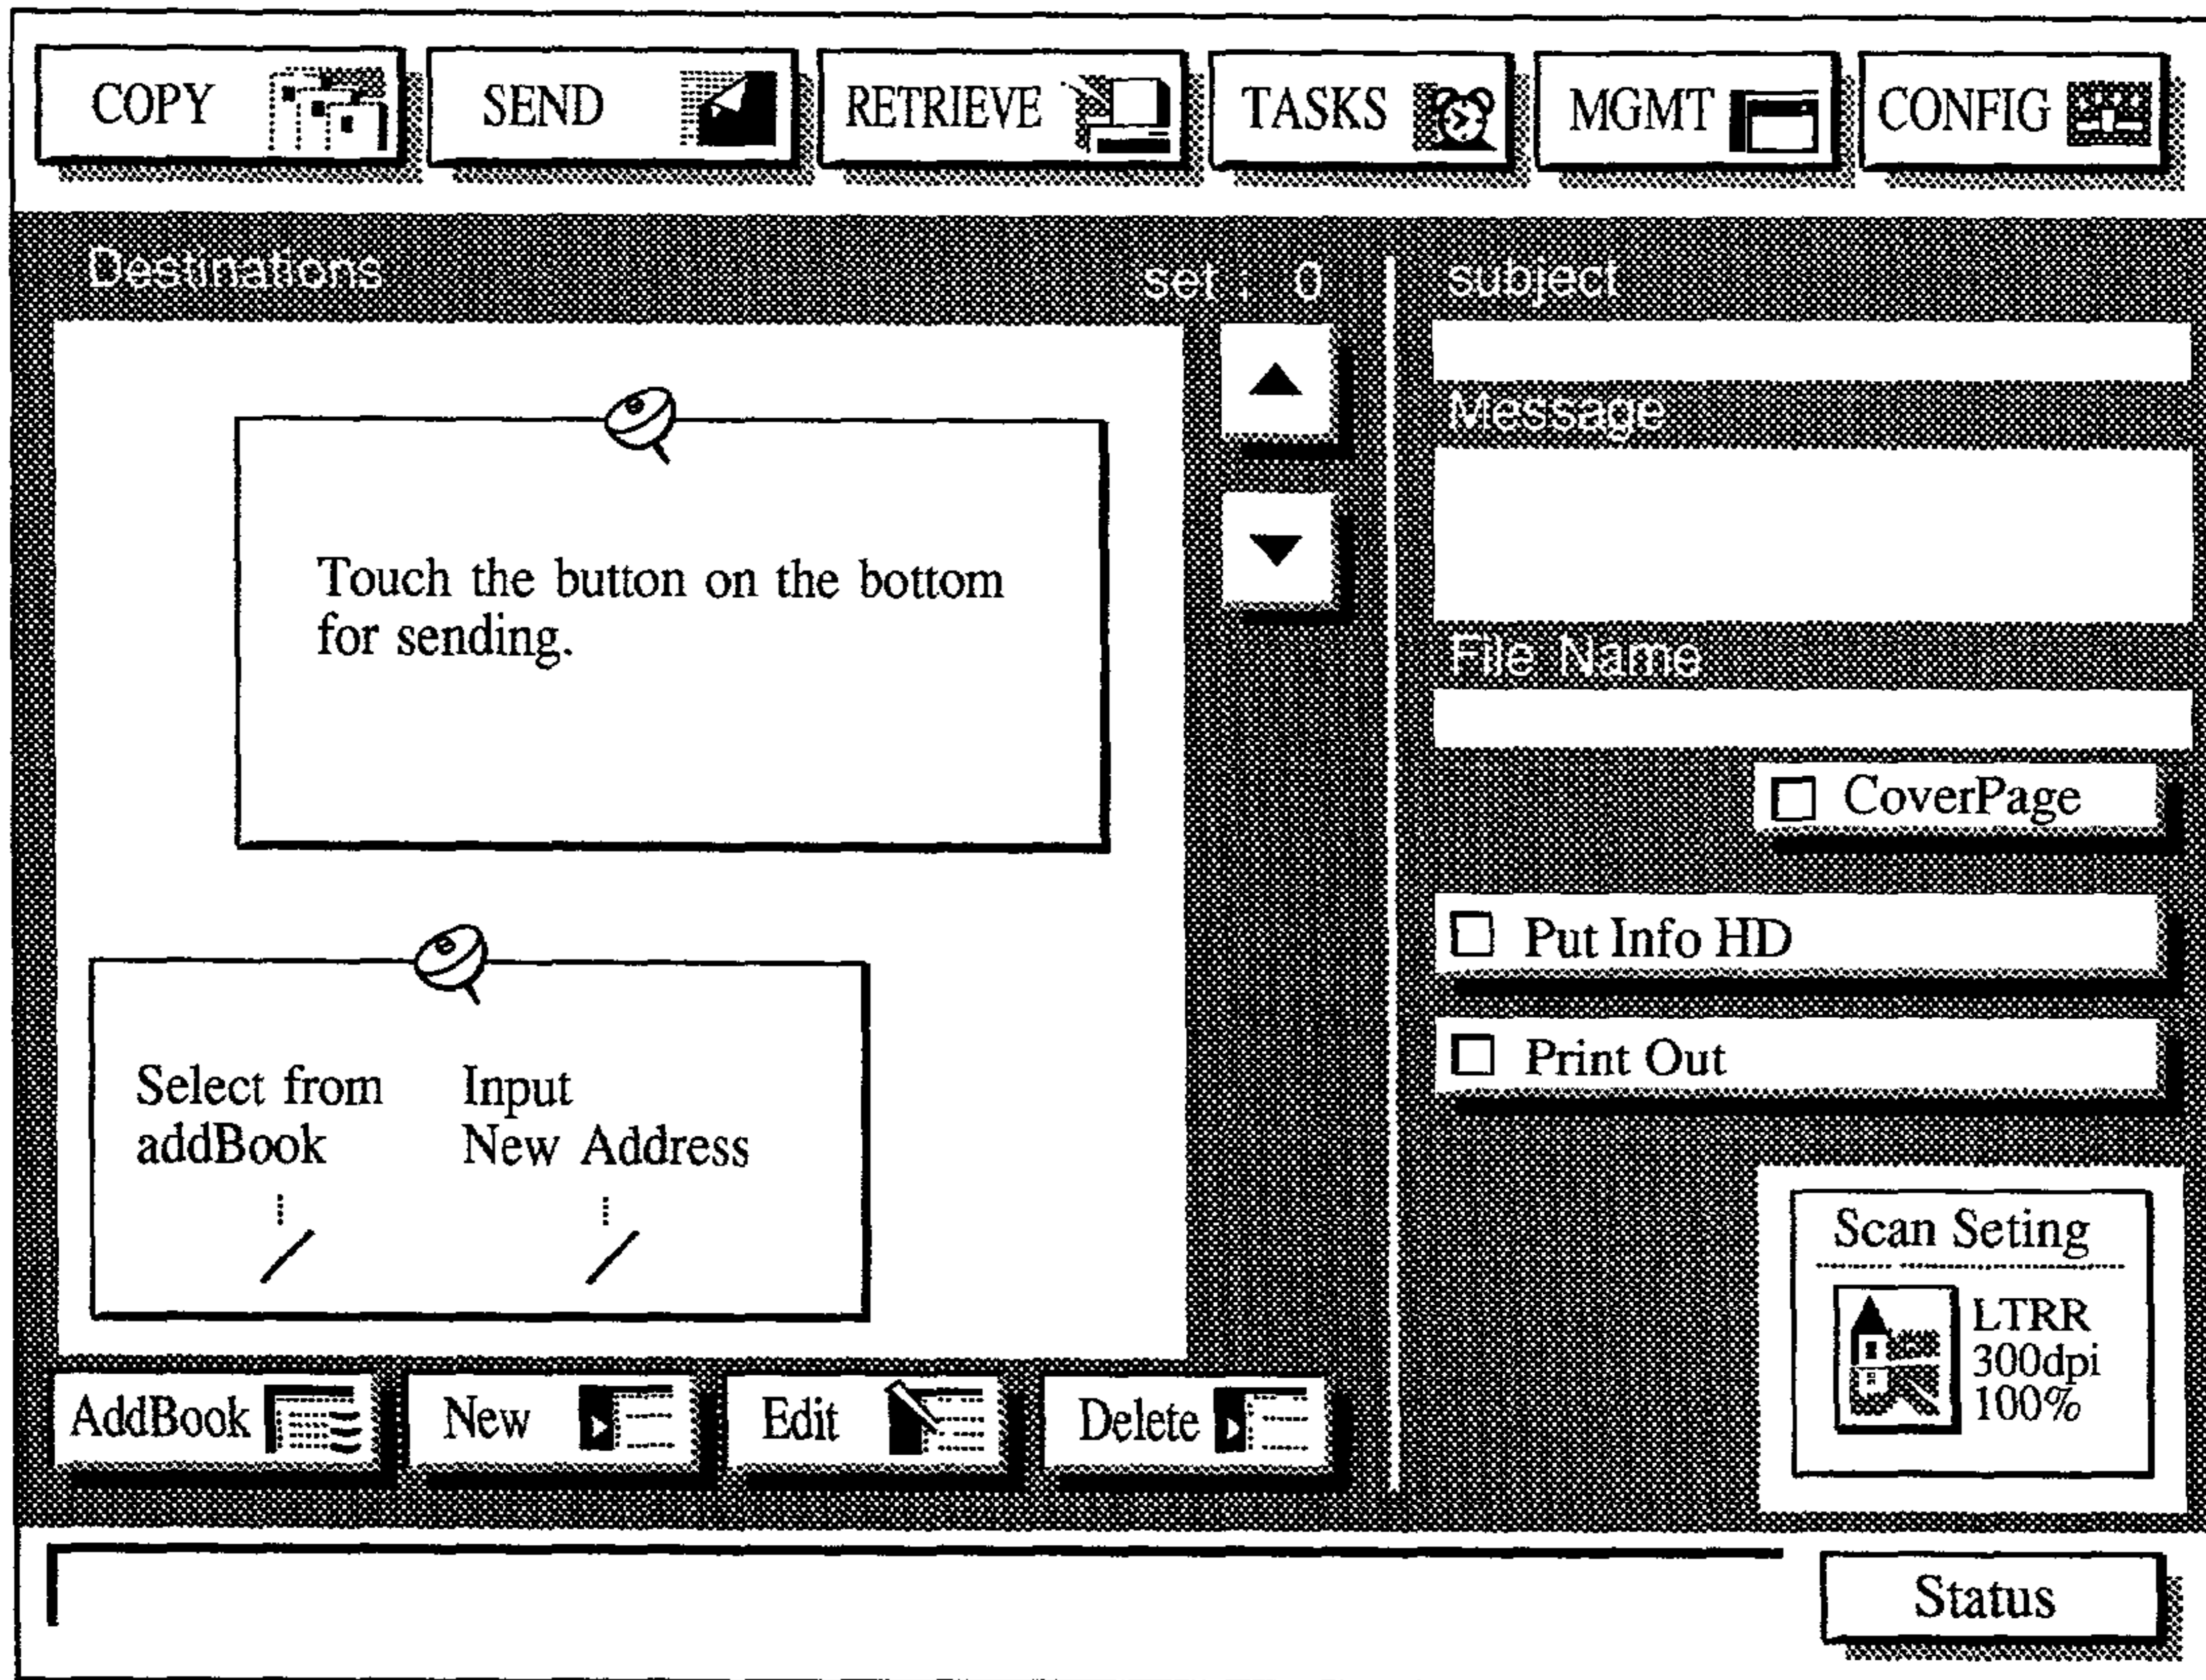 COPY SEND RETRIEVE TASKS MGMT CONFIG
Destinations set : 0
Touch the button on the bottom
for sending.
Select from Input
addBook New Address
AddBook New Edit Delete
subject
Message
File Name
CoverPage
Put Info HD
Print Out
Scan Seting
LTRR
300dpi
100%
Status